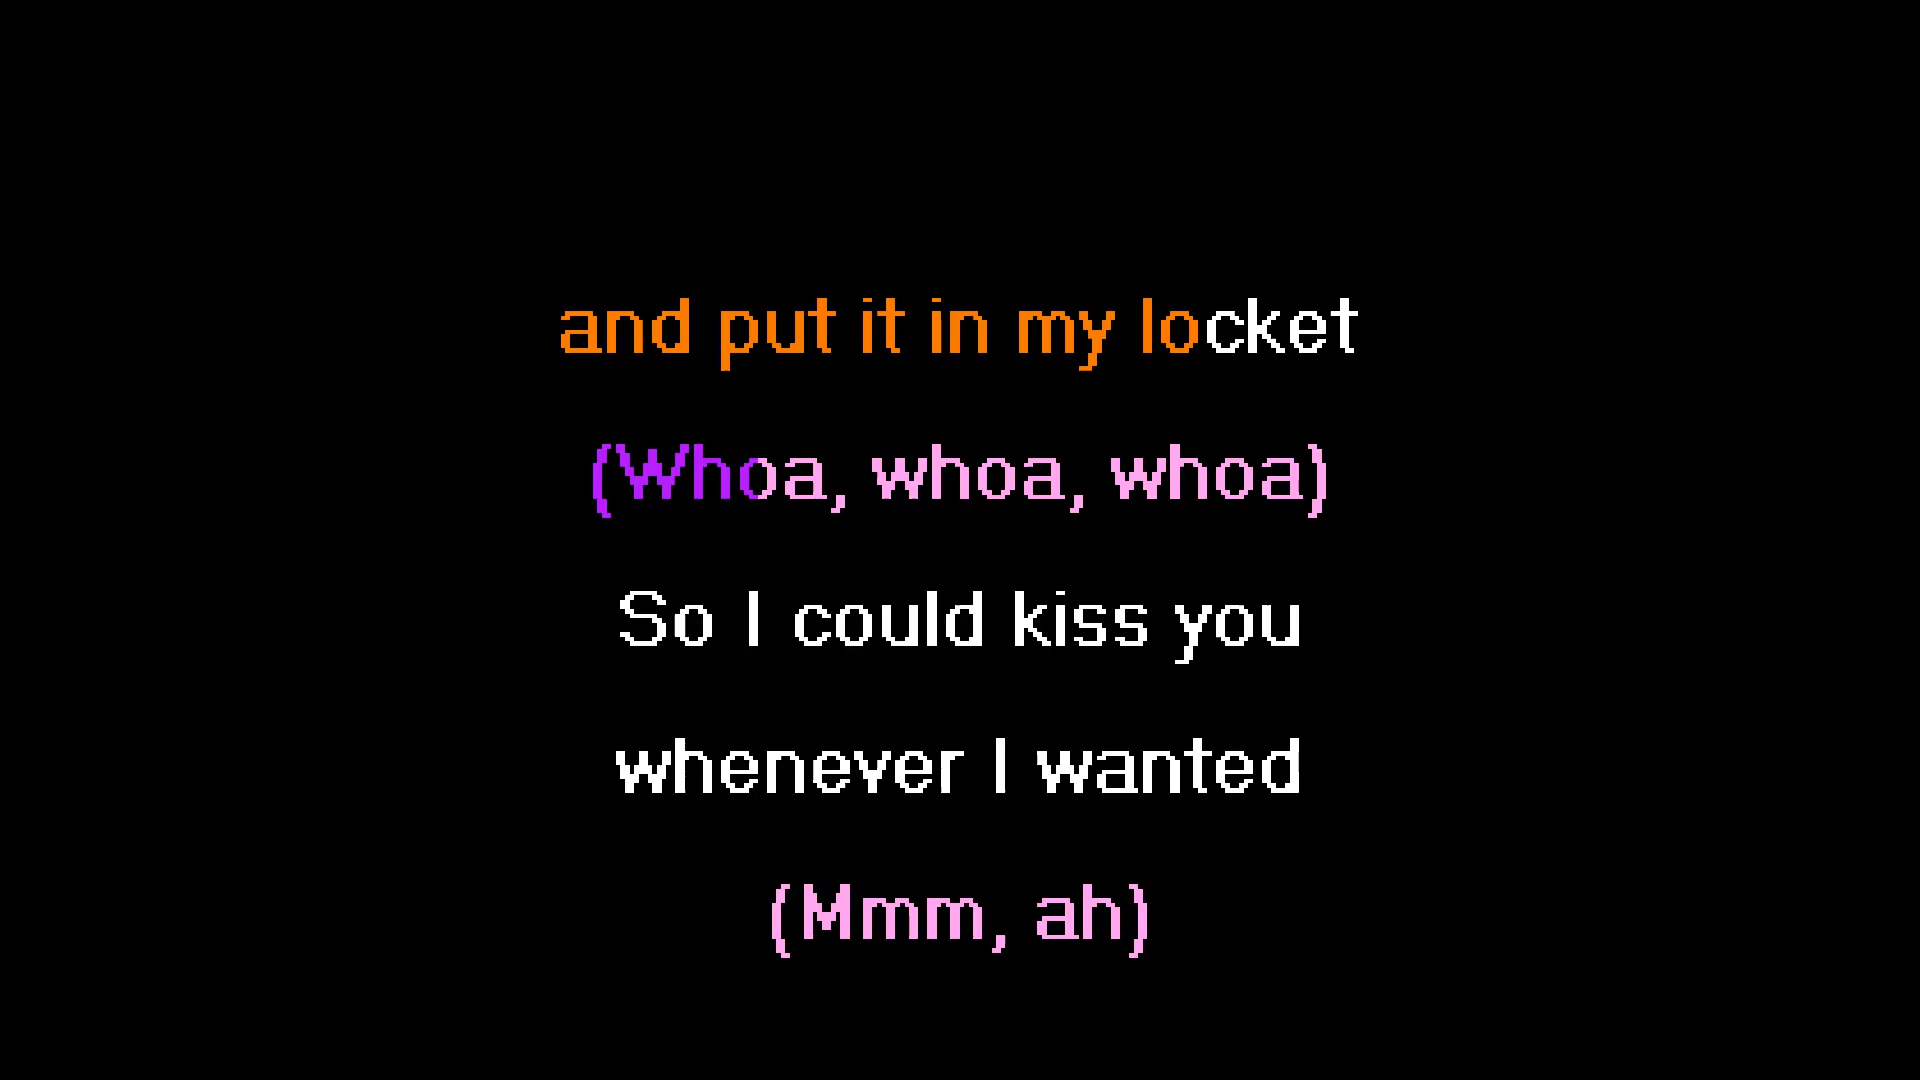 and put it in my locket
(Whoa, whoa, whoa)
So I could kiss you
whenever I wanted
(Mmm, ah)